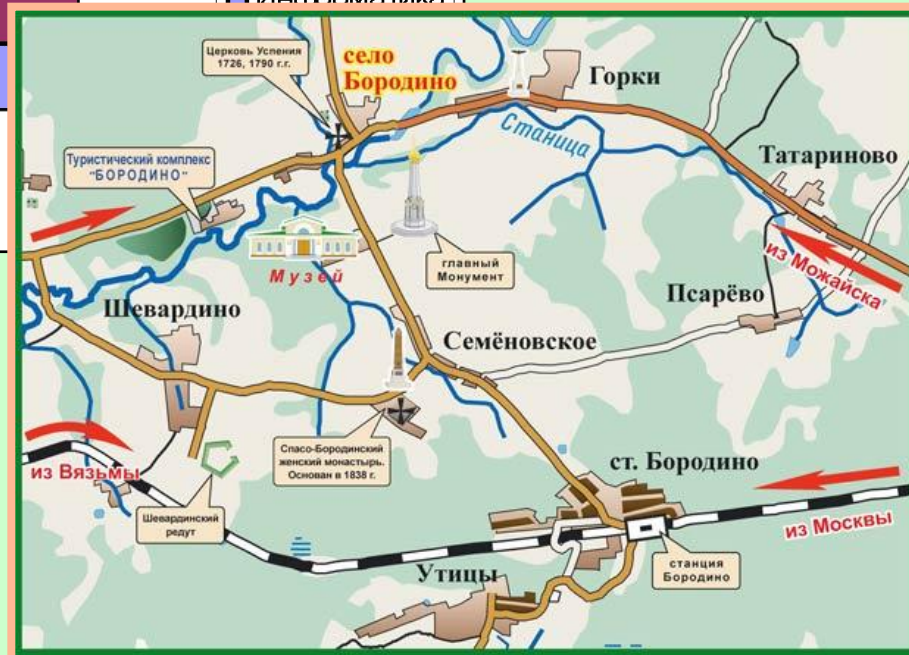 Церковь Успения
1726, 1790 г.г.
село
Бородино
Горки
Станица
Татариново
Туристический комплекс
"БОРОДИНО"
из Можайска
главный
Монумент
Музей
Псарёво
Шевардино
Семёновское
Спасо-Бородинский
женский монастырь.
Основан в 1838 г.
ст. Бородино
из Вязьмы
Шевардинский
редут
из Москвы
станция
Бородино
Утицы